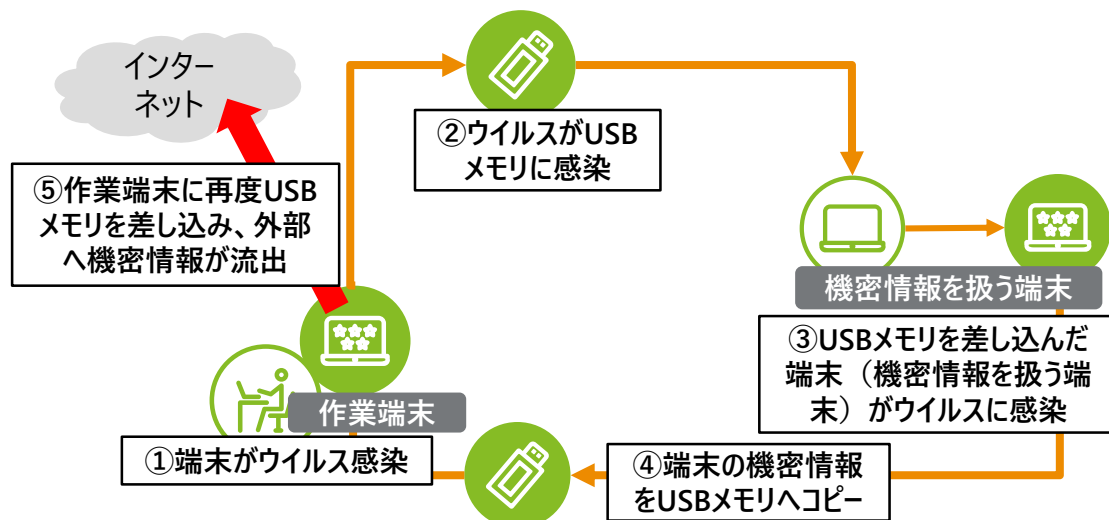 インター
ネット
②ウイルスがUSB
メモリに感染
⑤作業端末に再度USB
メモリを差し込み、外部
へ機密情報が流出
機密情報を扱う端末
③USBメモリを差し込んだ
端末（機密情報を扱う端
末）がウイルスに感染
作業端末
①端末がウイルス感染
④端末の機密情報
をUSBメモリへコピー